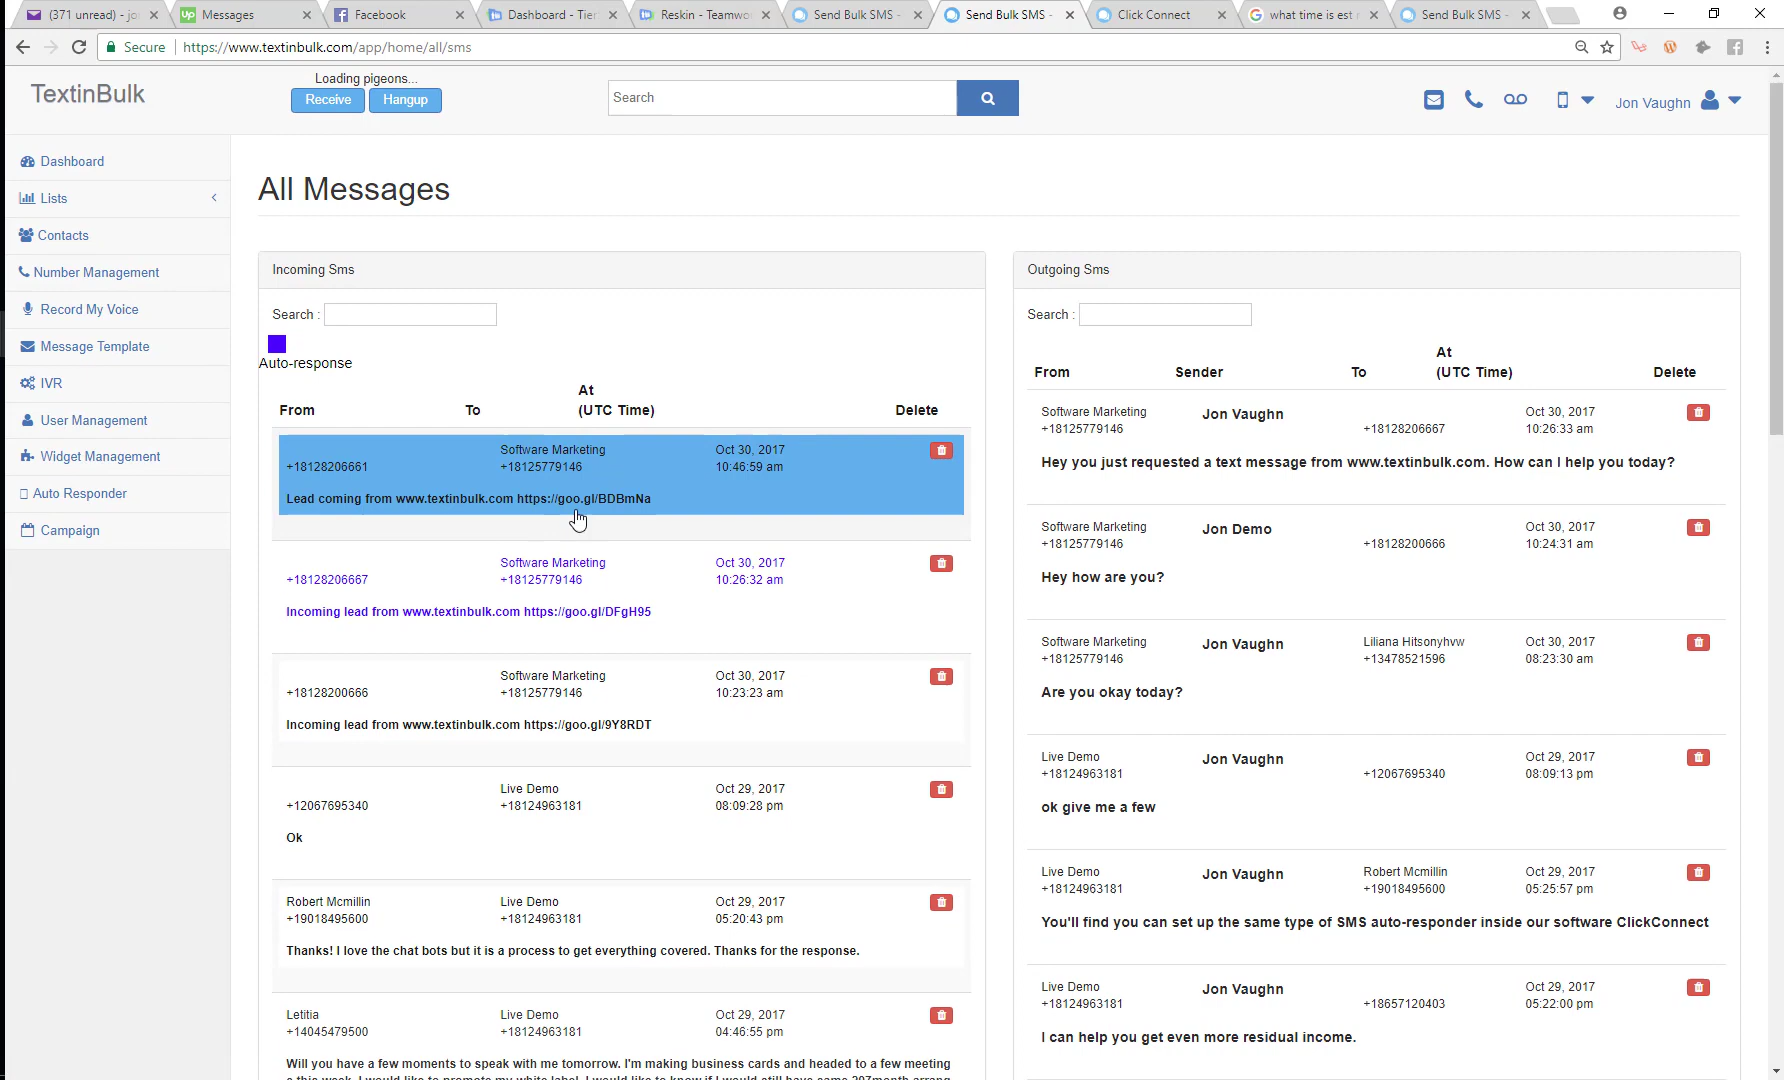 (371 unread) - jo
Messages
Facebook
Dashboard - Tier
Reskin - Teamwo
Send Bulk SMS -
Send Bulk SMS -
Click Connect
what time is est
Send Bulk SMS -
Secure
https://www.textinbulk.com/app/home/all/sms
TextinBulk
Loading pigeons...
Receive
Hangup
Search
Jon Vaughn
Dashboard
Lists
Contacts
Number Management
Record My Voice
Message Template
IVR
User Management
Widget Management
Auto Responder
Campaign
All Messages
Incoming Sms
Search :
Auto-response
From To At (UTC Time) Delete
Software Marketing Oct 30, 2017
+18128206661 +18125779146 10:46:59 am
Lead coming from www.textinbulk.com https://goo.gl/BDBmNa
Software Marketing Oct 30, 2017
+18128206667 +18125779146 10:26:32 am
Incoming lead from www.textinbulk.com https://goo.gl/DFgH95
Software Marketing Oct 30, 2017
+18128200666 +18125779146 10:23:23 am
Incoming lead from www.textinbulk.com https://goo.gl/9Y8RDT
Live Demo Oct 29, 2017
+12067695340 +18124963181 08:09:28 pm
Ok
Robert Mcmillin Live Demo Oct 29, 2017
+19018495600 +18124963181 05:20:43 pm
Thanks! I love the chat bots but it is a process to get everything covered. Thanks for the response.
Letitia Live Demo Oct 29, 2017
+14045479500 +18124963181 04:46:55 pm
Will you have a few moments to speak with me tomorrow. I'm making business cards and headed to a few meeting
Outgoing Sms
Search :
From Sender To At (UTC Time) Delete
Software Marketing Jon Vaughn Oct 30, 2017
+18125779146 +18128206667 10:26:33 am
Hey you just requested a text message from www.textinbulk.com. How can I help you today?
Software Marketing Jon Demo Oct 30, 2017
+18125779146 +18128200666 10:24:31 am
Hey how are you?
Software Marketing Jon Vaughn Liliana Hitsonyhvw Oct 30, 2017
+18125779146 +13478521596 08:23:30 am
Are you okay today?
Live Demo Jon Vaughn Oct 29, 2017
+18124963181 +12067695340 08:09:13 pm
ok give me a few
Live Demo Jon Vaughn Robert Mcmillin Oct 29, 2017
+18124963181 +19018495600 05:25:57 pm
You'll find you can set up the same type of SMS auto-responder inside our software ClickConnect
Live Demo Jon Vaughn Oct 29, 2017
+18124963181 +18657120403 05:22:00 pm
I can help you get even more residual income.